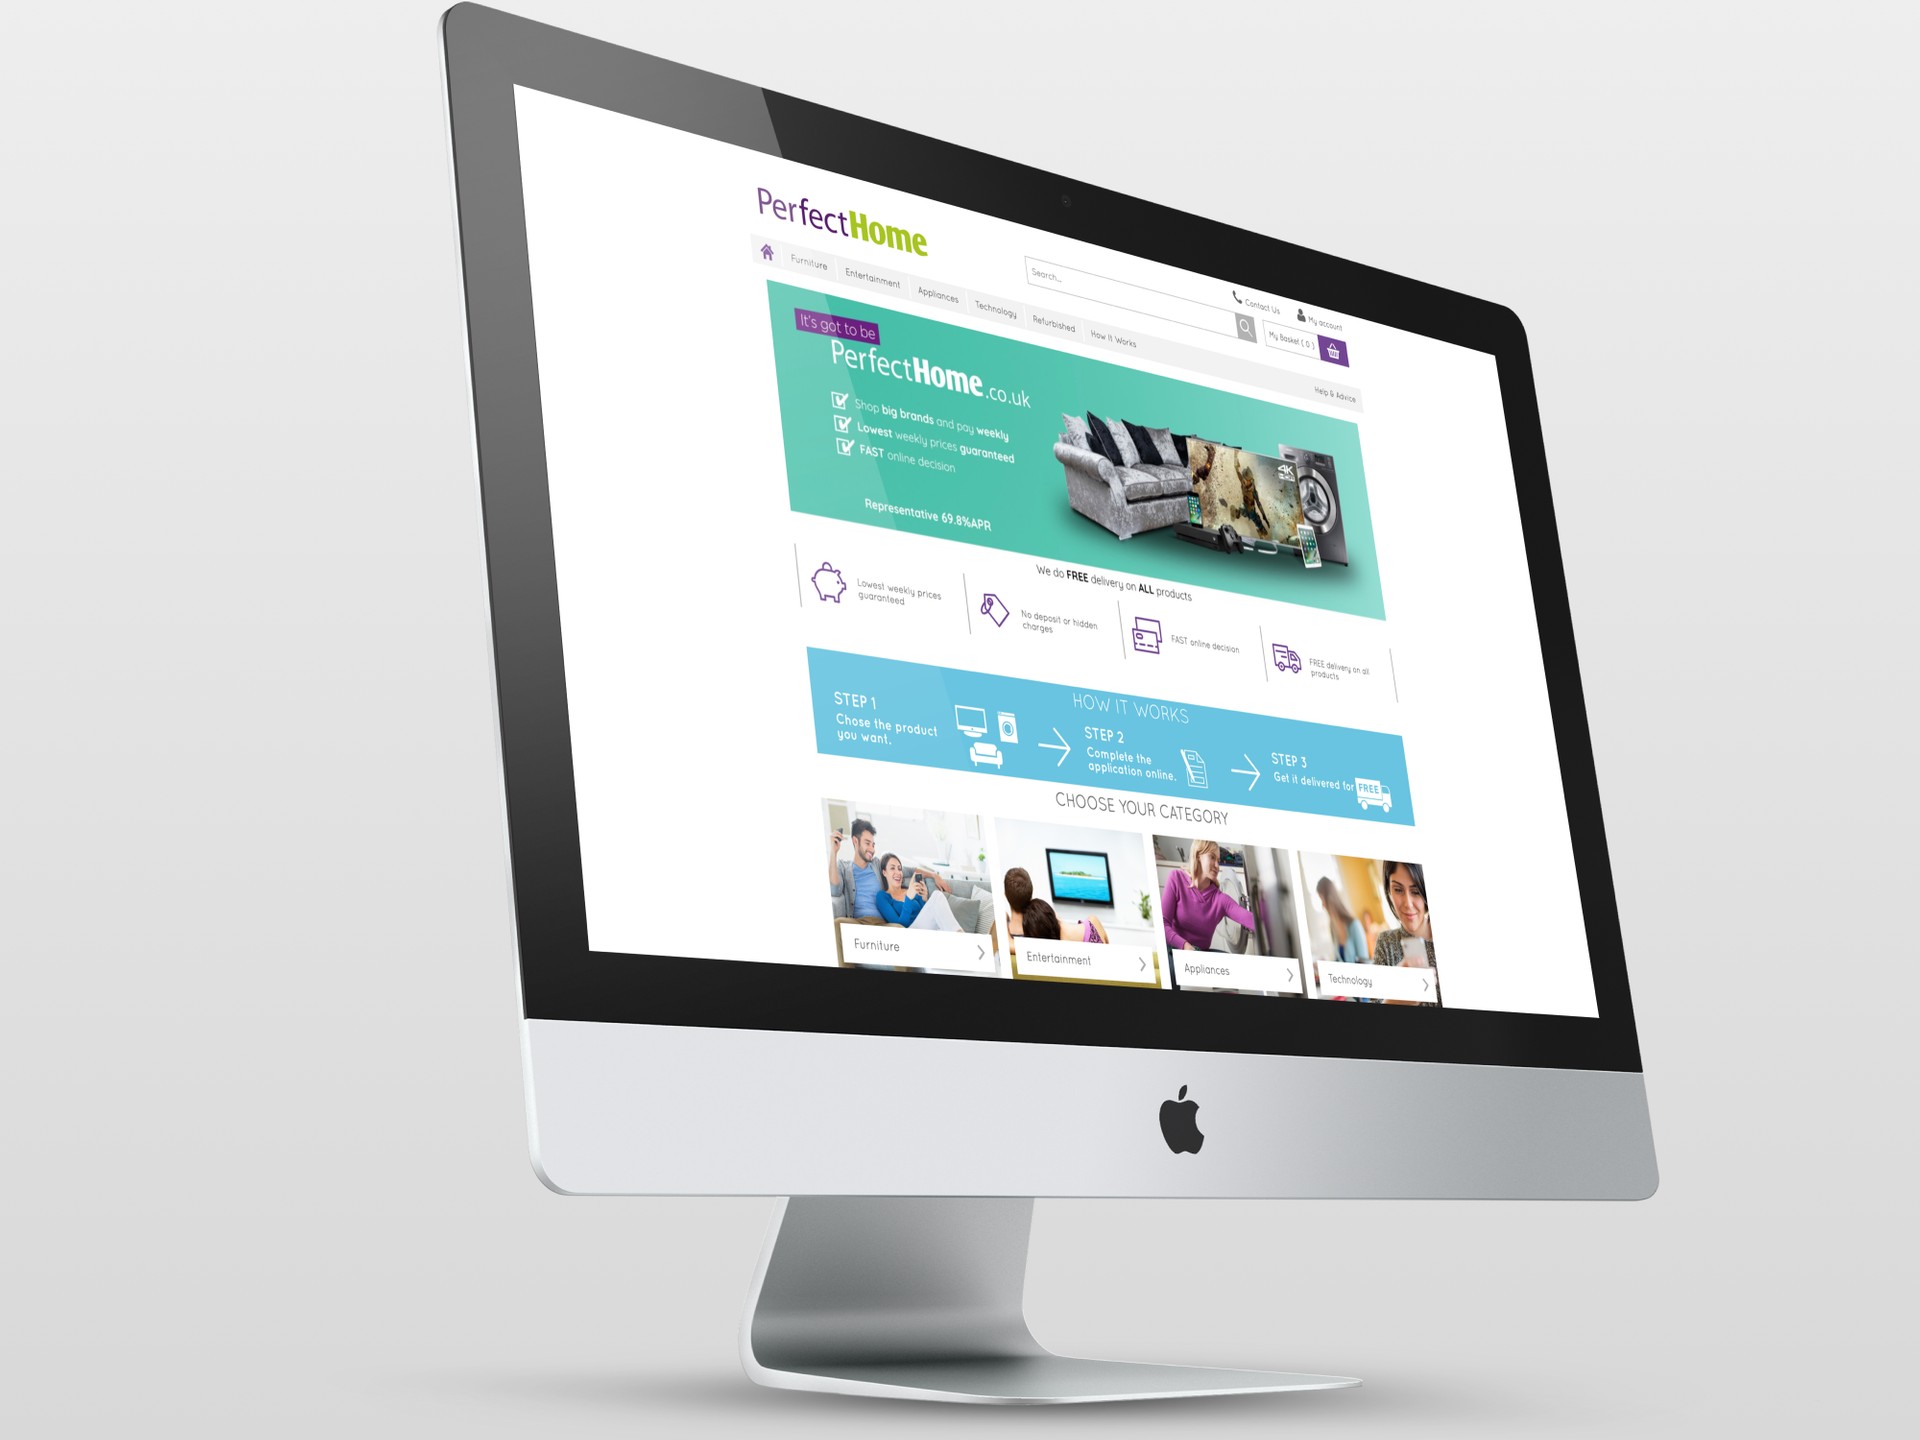 PerfectHome
Search...
Contact Us
My account
My Basket ( 0 )
Furniture
Entertainment
Appliances
Technology
Refurbished
How It Works
Help & Advice
It's got to be
PerfectHome.co.uk
Shop big brands and pay weekly
Lowest weekly prices guaranteed
FAST online decision
Representative 69.8%APR
4K
We do FREE delivery on ALL products
Lowest weekly prices
guaranteed
No deposit or hidden
charges
FAST online decision
FREE delivery on all
products
HOW IT WORKS
STEP 1
Chose the product
you want.
STEP 2
Complete the
application online.
STEP 3
Get it delivered for FREE
CHOOSE YOUR CATEGORY
Furniture
Entertainment
Appliances
Technology